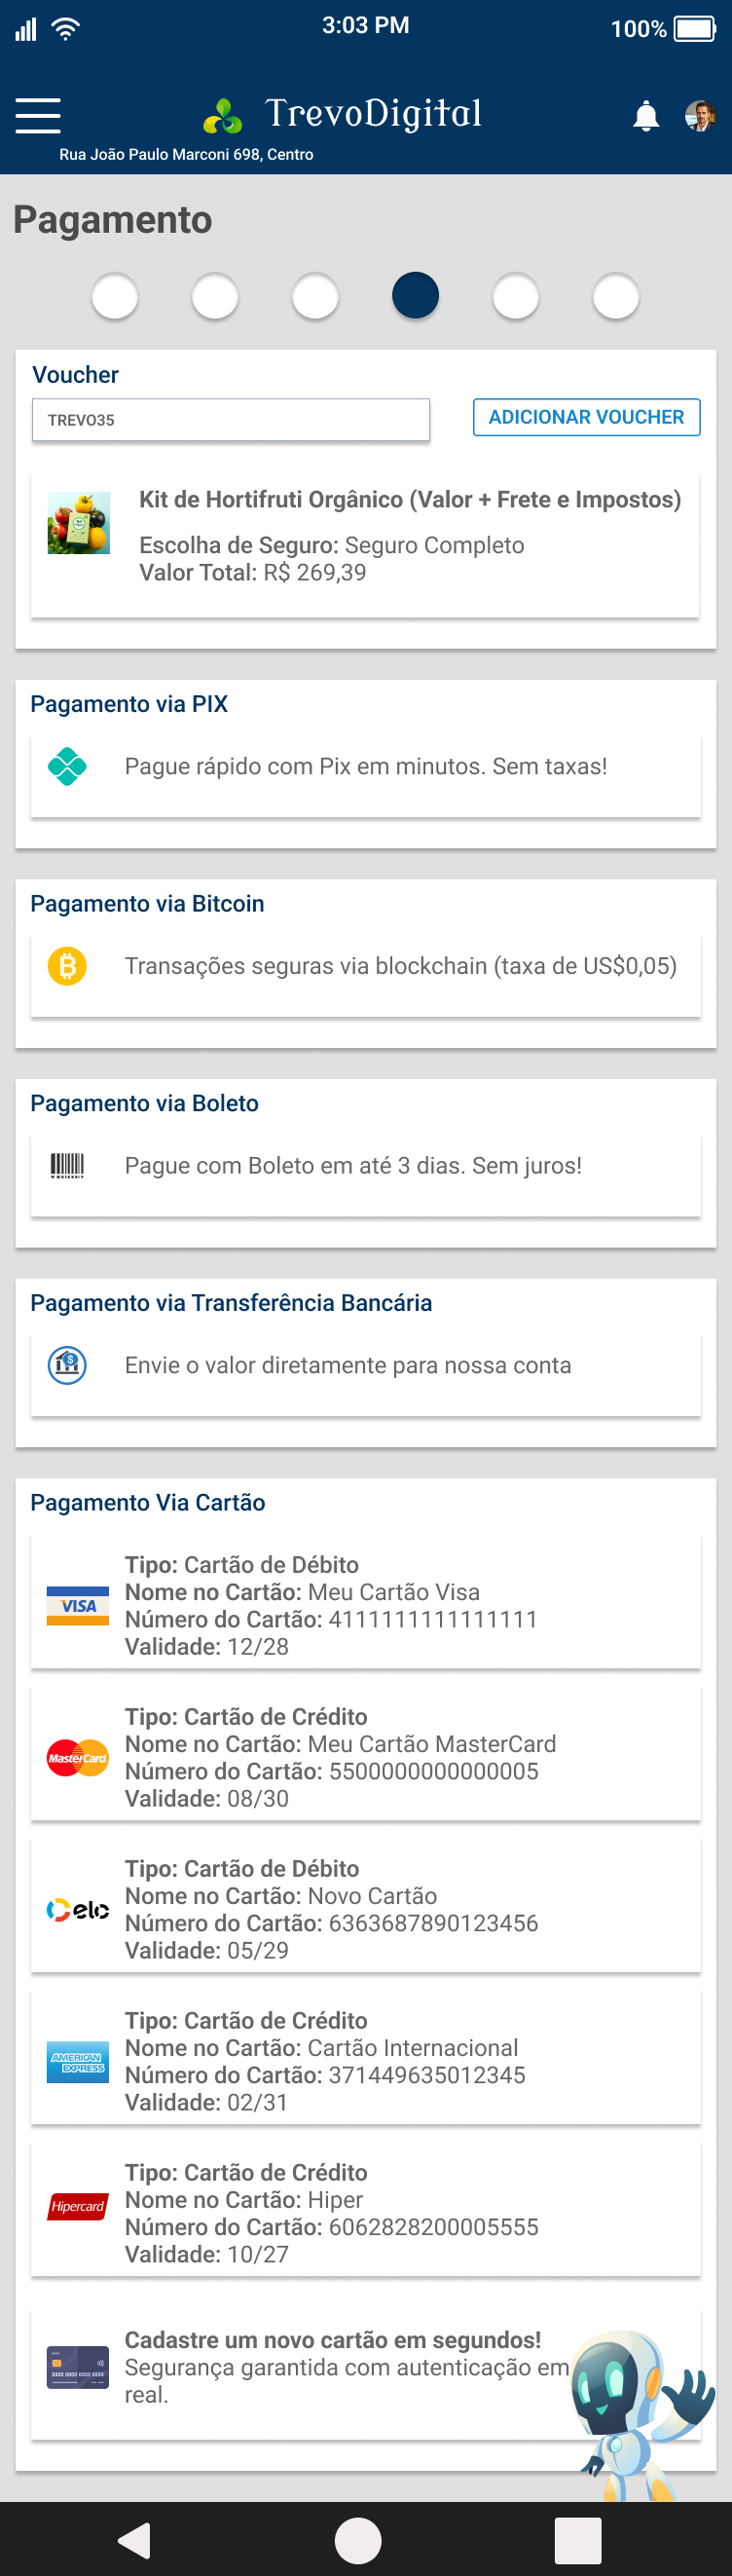 3:03 PM
100%
TrevoDigital
Rua João Paulo Marconi 698, Centro
Pagamento
Voucher
TREVO35
ADICIONAR VOUCHER
Kit de Hortifruti Orgânico (Valor + Frete e Impostos)
Escolha de Seguro: Seguro Completo
Valor Total: R$ 269,39
Pagamento via PIX
Pague rápido com Pix em minutos. Sem taxas!
Pagamento via Bitcoin
Transações seguras via blockchain (taxa de US$0,05)
Pagamento via Boleto
Pague com Boleto em até 3 dias. Sem juros!
Pagamento via Transferência Bancária
Envie o valor diretamente para nossa conta
Pagamento Via Cartão
Tipo: Cartão de Débito
Nome no Cartão: Meu Cartão Visa
VISA
Número do Cartão: 4111111111111111
Validade: 12/28
Tipo: Cartão de Crédito
Nome no Cartão: Meu Cartão MasterCard
MasterCard
Número do Cartão: 5500000000000005
Validade: 08/30
Tipo: Cartão de Débito
Nome no Cartão: Novo Cartão
elo
Número do Cartão: 6363687890123456
Validade: 05/29
Tipo: Cartão de Crédito
Nome no Cartão: Cartão Internacional
AMERICAN EXPRESS
Número do Cartão: 371449635012345
Validade: 02/31
Tipo: Cartão de Crédito
Nome no Cartão: Hiper
Hipercard
Número do Cartão: 6062828200005555
Validade: 10/27
Cadastre um novo cartão em segundos!
Segurança garantida com autenticação em
0000 0000 0000 0000
real.